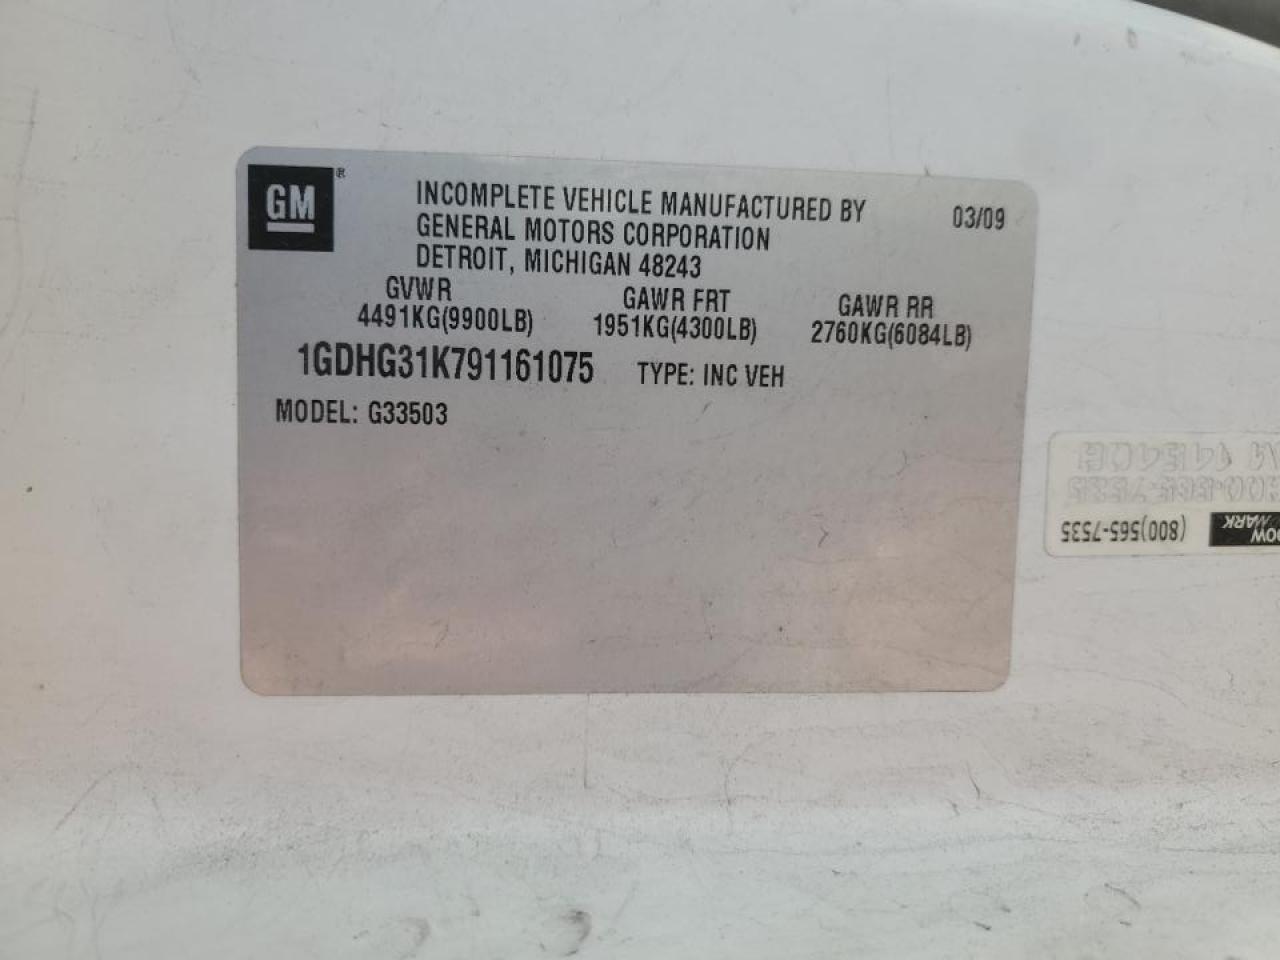 GM®
INCOMPLETE VEHICLE MANUFACTURED BY
03/09
GENERAL MOTORS CORPORATION
DETROIT, MICHIGAN 48243
GVWR GAWR FRT GAWR RR
4491KG(9900LB) 1951KG(4300LB) 2760KG(6084LB)
1GDHG31K791161075 TYPE: INC VEH
MODEL: G33503
(800)565-7535
MARK